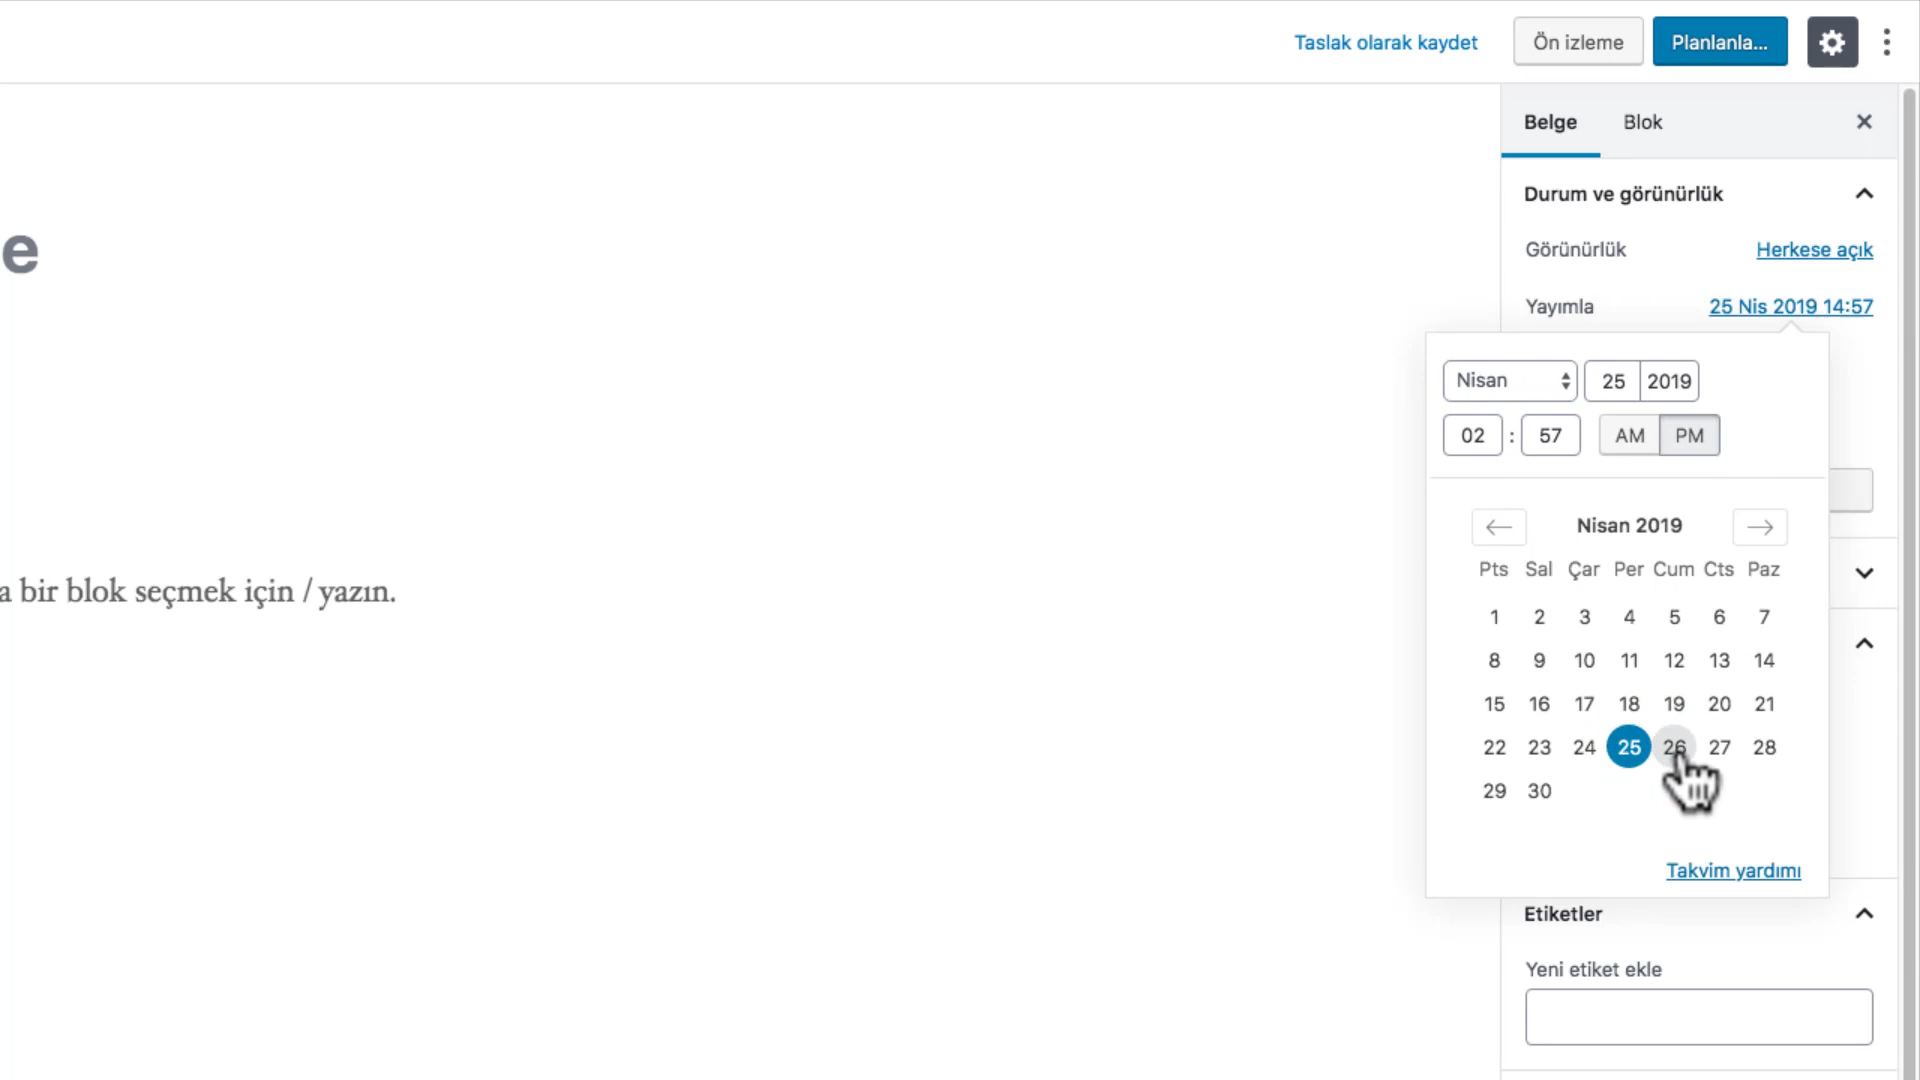 Taslak olarak kaydet Ön izleme Planlanla...
Belge Blok
Durum ve görünürlük
Görünürlük Herkese açık
Yayımla 25 Nis 2019 14:57
e
Nisan 25 2019
02 : 57 AM PM
Nisan 2019
Pts Sal Çar Per Cum Cts Paz
1 2 3 4 5 6 7
8 9 10 11 12 13 14
15 16 17 18 19 20 21
22 23 24 25 26 27 28
29 30
a bir blok seçmek için / yazın.
Takvim yardımı
Etiketler
Yeni etiket ekle